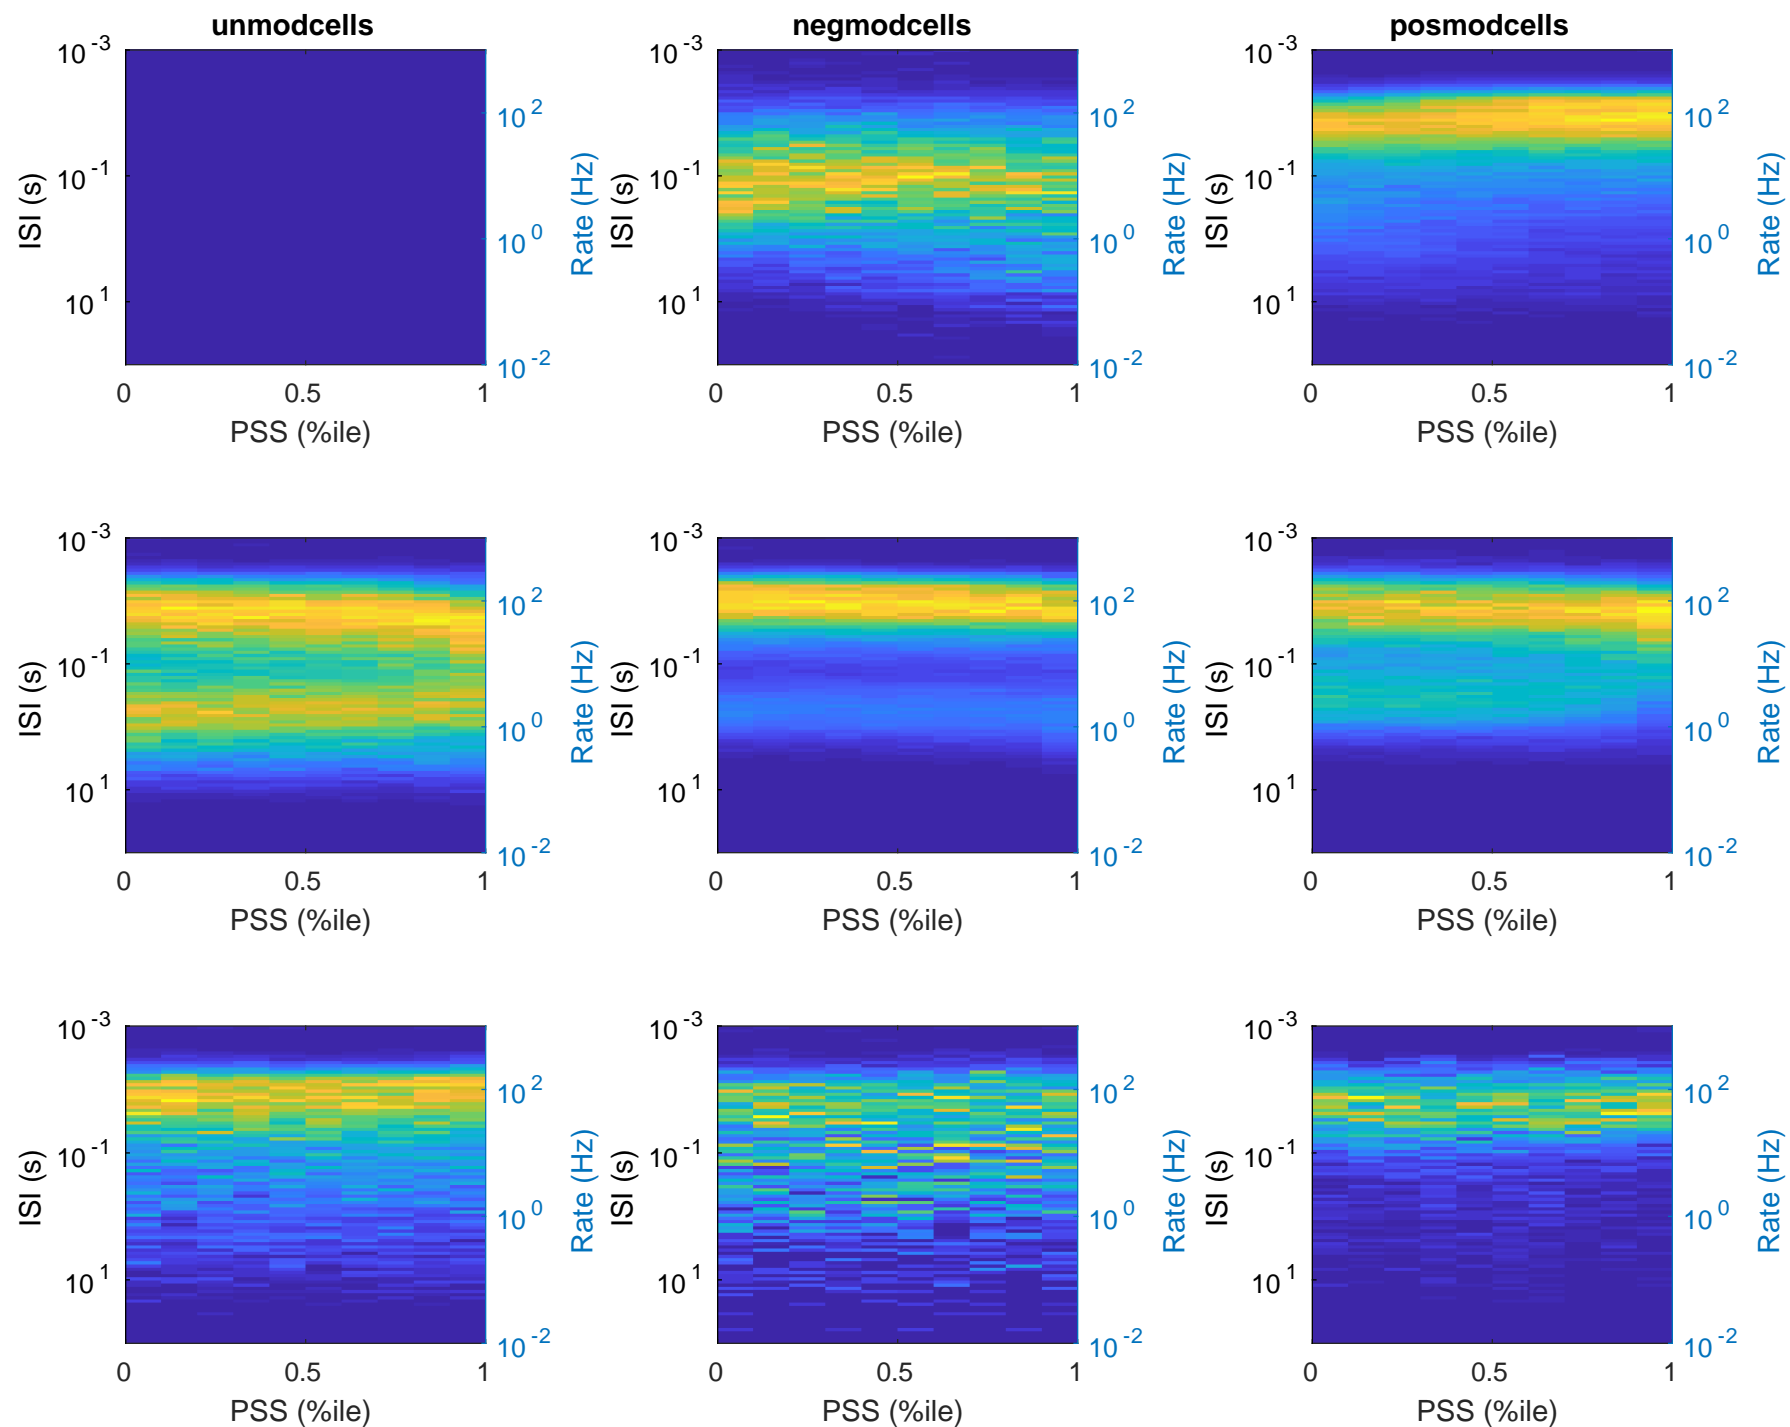 unmodcells negmodcells posmodcells
10^-3 10^-3 10^-3
10^2 10^2 10^2
10^-1 10^-1 10^-1
ISI (s) Rate (Hz) ISI (s) Rate (Hz) ISI (s) Rate (Hz)
10^0 10^0 10^0
10^1 10^1 10^1
10^-2 10^-2 10^-2
0 0.5 1 0 0.5 1 0 0.5 1
PSS (%ile) PSS (%ile) PSS (%ile)
10^-3 10^-3 10^-3
10^2 10^2 10^2
10^-1 10^-1 10^-1
ISI (s) Rate (Hz) ISI (s) Rate (Hz) ISI (s) Rate (Hz)
10^0 10^0 10^0
10^1 10^1 10^1
10^-2 10^-2 10^-2
0 0.5 1 0 0.5 1 0 0.5 1
PSS (%ile) PSS (%ile) PSS (%ile)
10^-3 10^-3 10^-3
10^2 10^2 10^2
10^-1 10^-1 10^-1
ISI (s) Rate (Hz) ISI (s) Rate (Hz) ISI (s) Rate (Hz)
10^0 10^0 10^0
10^1 10^1 10^1
10^-2 10^-2 10^-2
0 0.5 1 0 0.5 1 0 0.5 1
PSS (%ile) PSS (%ile) PSS (%ile)